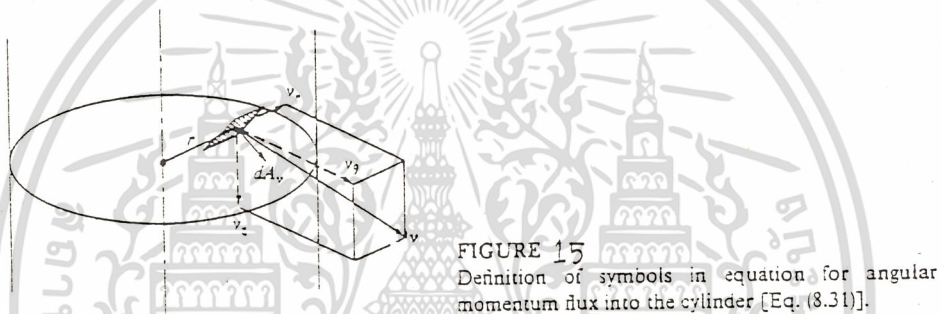 vᵣ
r
v_θ
dA_v
v_z
v
FIGURE 15
Definition of symbols in equation for angular
momentum flux into the cylinder [Eq. (8.31)].